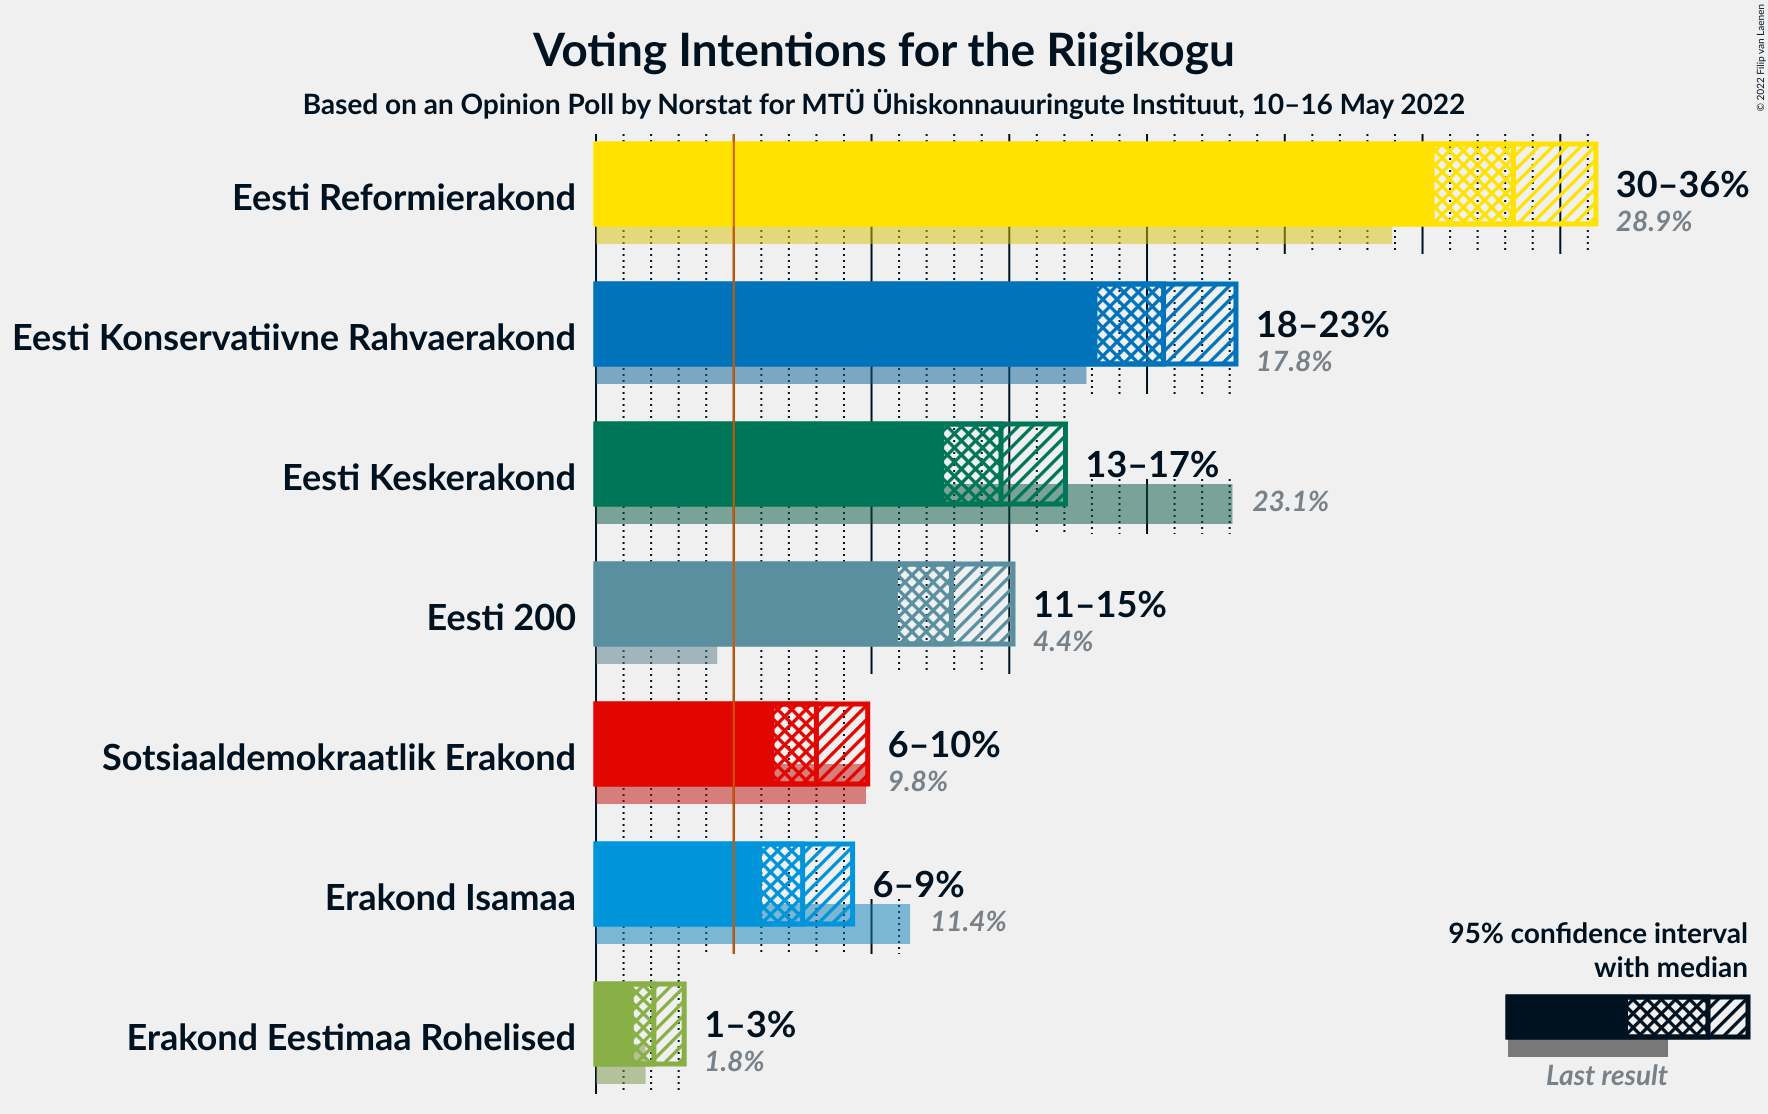 Voting Intentions for the Riigikogu
Based on an Opinion Poll by Norstat for MTÜ Ühiskonnauuringute Instituut, 10–16 May 2022
© 2022 Filip van Laenen
Eesti Reformierakond
30–36%
28.9%
Eesti Konservatiivne Rahvaerakond
18–23%
17.8%
Eesti Keskerakond
13–17%
23.1%
Eesti 200
11–15%
4.4%
Sotsiaaldemokraatlik Erakond
6–10%
9.8%
Erakond Isamaa
6–9%
11.4%
Erakond Eestimaa Rohelised
1–3%
1.8%
95% confidence interval
with median
Last result